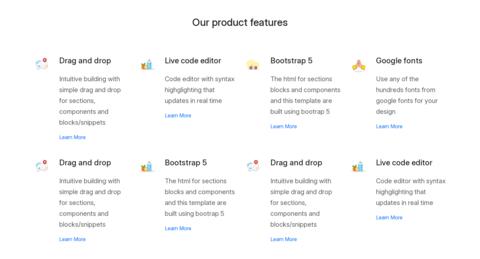 Our product features
Drag and drop
Intuitive building with
simple drag and drop
for sections,
components and
blocks/snippets
Learn More
Live code editor
Code editor with syntax
highglighting that
updates in real time
Learn More
Bootstrap 5
The html for sections
blocks and components
and this template are
built using bootrap 5
Learn More
Google fonts
Use any of the
hundreds fonts from
google fonts for your
design
Learn More
Drag and drop
Intuitive building with
simple drag and drop
for sections,
components and
blocks/snippets
Learn More
Bootstrap 5
The html for sections
blocks and components
and this template are
built using bootrap 5
Learn More
Drag and drop
Intuitive building with
simple drag and drop
for sections,
components and
blocks/snippets
Learn More
Live code editor
Code editor with syntax
highglighting that
updates in real time
Learn More